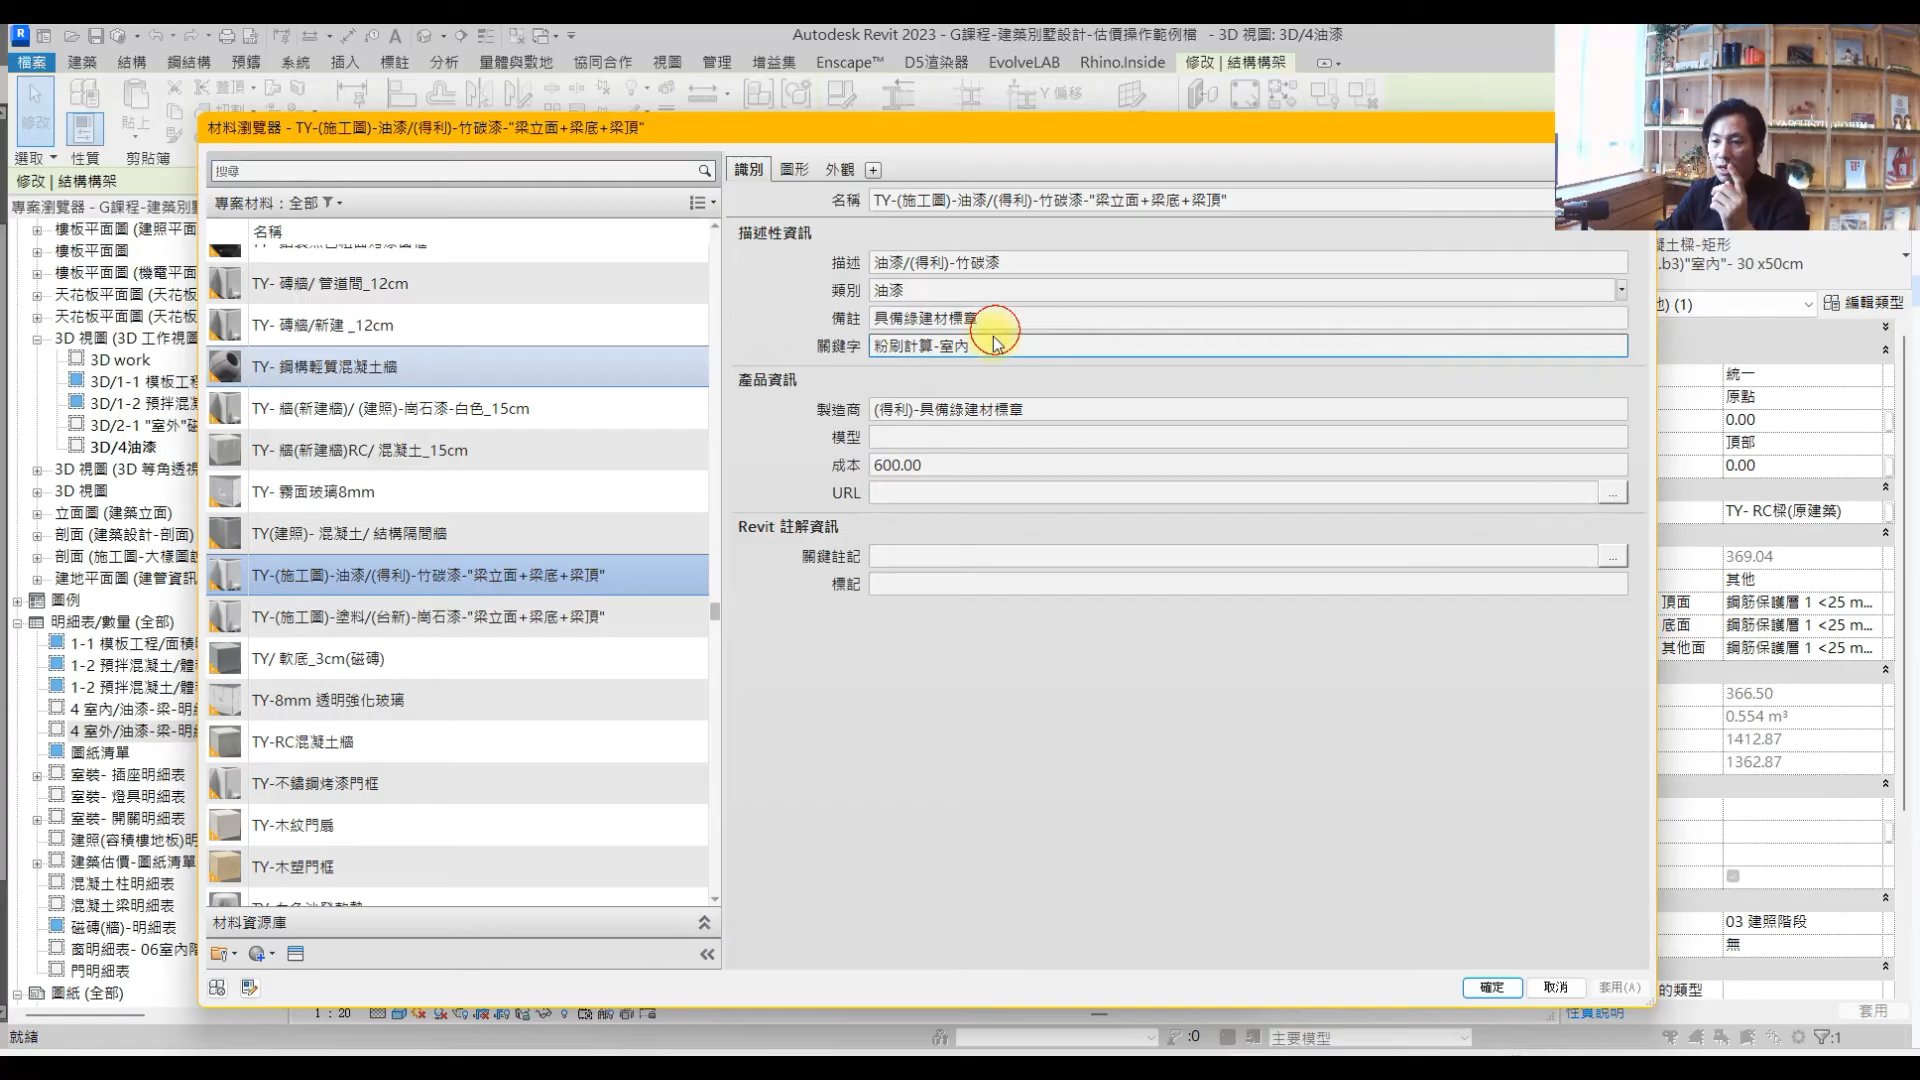 Autodesk Revit 2023 - G課程-建築別墅設計-估價操作範例檔 - 3D 視圖: 3D/4油漆
檔案 建築 結構 鋼結構 預鑄 系統 插入 標註 分析 量體與敷地 協同合作 視圖 管理 增益集 Enscape™ D5渲染器 EvolveLAB Rhino.Inside 修改 | 結構構架
修改 貼上 蓋頂 切割 Y 偏移
選取 性質 剪貼簿
修改 | 結構構架
專案瀏覽器 - G課程-建築別
樓板平面圖 (建照平面
樓板平面圖
樓板平面圖 (機電平面
天花板平面圖 (天花板
天花板平面圖 (天花板
3D 視圖 (3D 工作視
3D work
3D/1-1 模板工程
3D/1-2 預拌混凝
3D/2-1 "室外"磁
3D/4油漆
3D 視圖 (3D 等角透視
3D 視圖
立面圖 (建築立面)
剖面 (建築設計-剖面)
剖面 (施工圖-大樣圖
建地平面圖 (建管資訊
圖例
明細表/數量 (全部)
1-1 模板工程/面積
1-2 預拌混凝土/體
1-2 預拌混凝土/體
4 室內/油漆-梁-明細
4 室外/油漆-梁-明細
圖紙清單
室裝- 插座明細表
室裝- 燈具明細表
室裝- 開關明細表
建照(容積樓地板)明
建築估價-圖紙清單
混凝土柱明細表
混凝土梁明細表
磁磚(牆)-明細表
窗明細表- 06室內階
門明細表
圖紙 (全部)
就緒
材料瀏覽器 - TY-(施工圖)-油漆/(得利)-竹碳漆-"梁立面+梁底+梁頂"
搜尋
專案材料：全部
名稱
TY- 磚牆/ 管道間_12cm
TY- 磚牆/新建 _12cm
TY- 鋼構輕質混凝土牆
TY- 牆(新建牆)/ (建照)-崗石漆-白色_15cm
TY- 牆(新建牆)RC/ 混凝土_15cm
TY- 霧面玻璃8mm
TY(建照)- 混凝土/ 結構隔間牆
TY-(施工圖)-油漆/(得利)-竹碳漆-"梁立面+梁底+梁頂"
TY-(施工圖)-塗料/(台新)-崗石漆-"梁立面+梁底+梁頂"
TY/ 軟底_3cm(磁磚)
TY-8mm 透明強化玻璃
TY-RC混凝土牆
TY-不鏽鋼烤漆門框
TY-木紋門扇
TY-木塑門框
材料資源庫
識別 圖形 外觀
名稱 TY-(施工圖)-油漆/(得利)-竹碳漆-"梁立面+梁底+梁頂"
描述性資訊
描述 油漆/(得利)-竹碳漆
類別 油漆
備註 具備綠建材標章
關鍵字 粉刷計算-室內
產品資訊
製造商 (得利)-具備綠建材標章
模型
成本 600.00
URL ...
Revit 註解資訊
關鍵註記 ...
標記
確定 取消 套用(A)
凝土樑-矩形
.b3)"室內"- 30 x50cm
(1) 編輯類型
統一
原點
0.00
頂部
0.00
TY- RC樑(原建築)
369.04
其他
頂面 鋼筋保護層 1 <25 m...
底面 鋼筋保護層 1 <25 m...
其他面 鋼筋保護層 1 <25 m...
366.50
0.554 m³
1412.87
1362.87
03 建照階段
無
的類型
性質說明 套用
1 : 20
:0 主要模型 :1